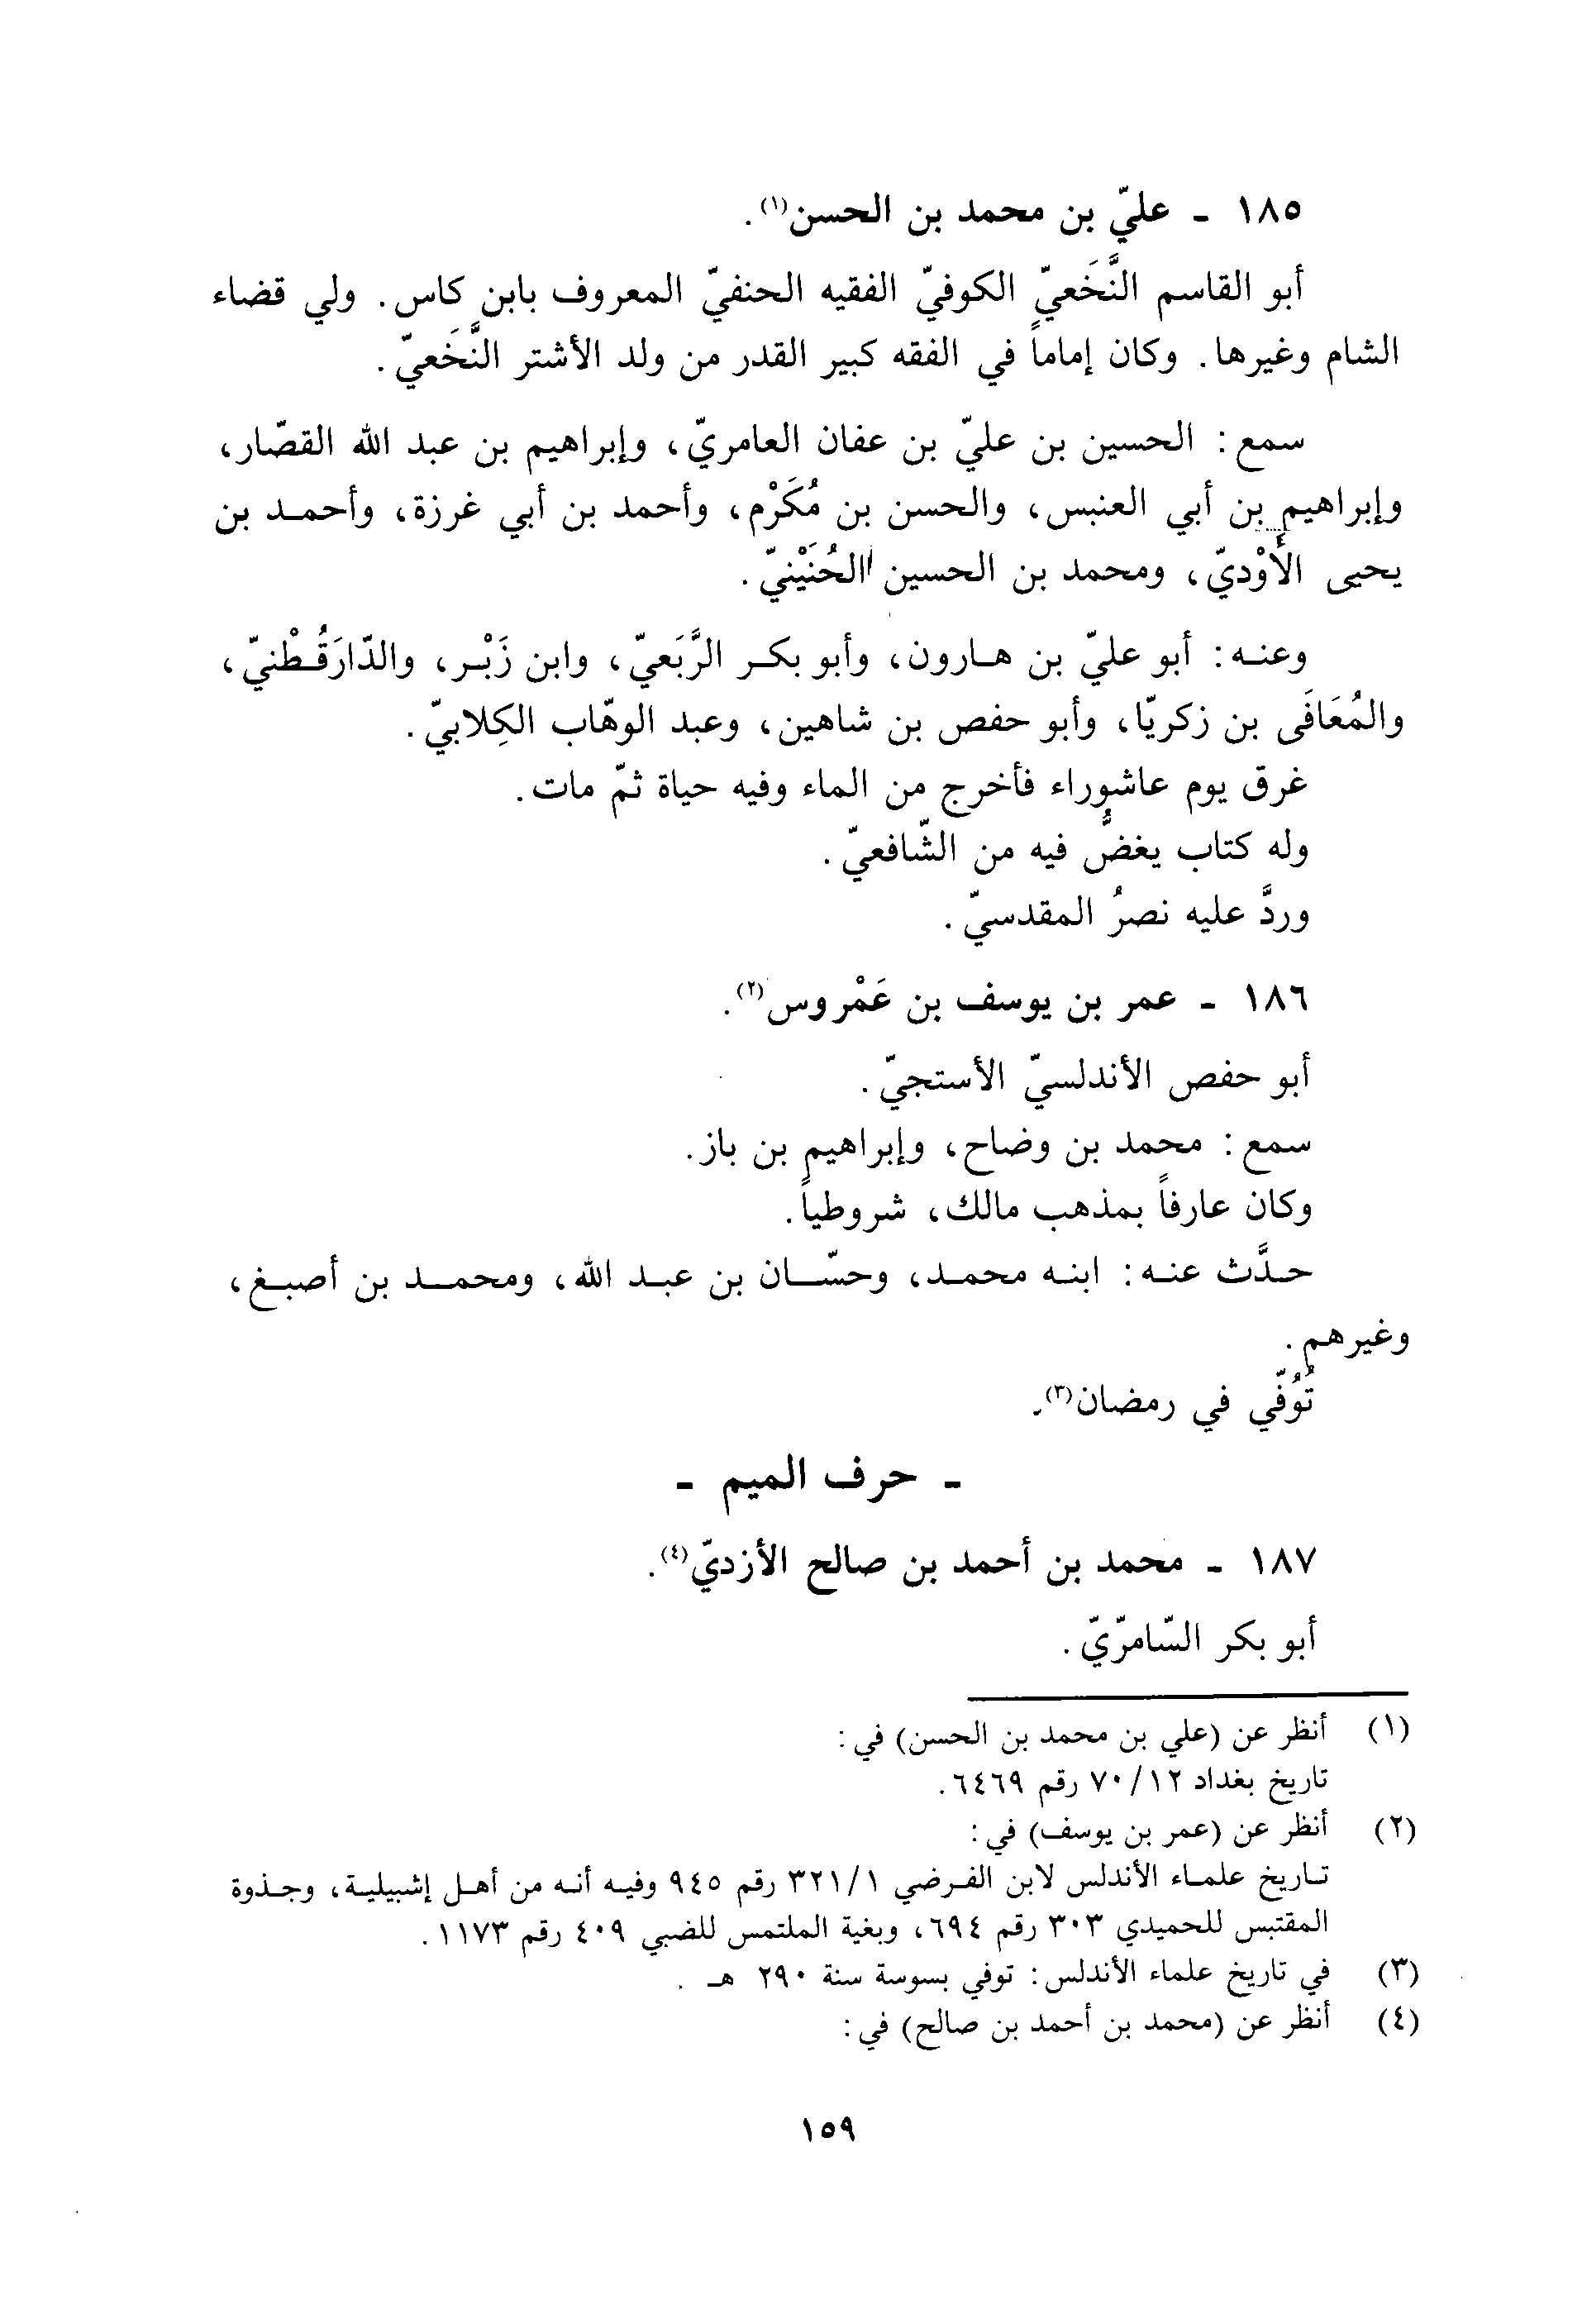 ١٨٥ - عليّ بن محمد بن الحسن(١).
أبو القاسم النَّخَعيّ الكوفيّ الفقيه الحنفيّ المعروف بابن كاس. ولي قضاء
الشام وغيرها. وكان إماماً في الفقه كبير القدر من ولد الأشتر النَّخَعيّ.
سمع: الحسين بن عليّ بن عفان العامريّ، وإبراهيم بن عبد الله القصّار،
وإبراهيم بن أبي العنبس، والحسن بن مُكَرْم، وأحمد بن أبي غرزة، وأحمد بن
يحيى الأَوْديّ، ومحمد بن الحسين الحُنَيْنيّ.
وعنه: أبو عليّ بن هارون، وأبو بكر الرَّبَعيّ، وابن زَبْر، والدّارَقُطْنيّ،
والمُعَافَى بن زكريّا، وأبو حفص بن شاهين، وعبد الوهّاب الكِلابيّ.
غرق يوم عاشوراء فأخرج من الماء وفيه حياة ثمّ مات.
وله كتاب يغضُّ فيه من الشّافعيّ.
وردَّ عليه نصرُ المقدسيّ.
١٨٦ - عمر بن يوسف بن عَمْروس(٢).
أبو حفص الأندلسيّ الأستجيّ.
سمع: محمد بن وضاح، وإبراهيم بن باز.
وكان عارفاً بمذهب مالك، شروطياً.
حدَّث عنه: ابنه محمد، وحسّان بن عبد الله، ومحمد بن أصبغ،
وغيرهم.
تُوُفّي في رمضان(٣).
- حرف الميم -
١٨٧ - محمد بن أحمد بن صالح الأزديّ(٤).
أبو بكر السّامرّيّ.
(١) أنظر عن (علي بن محمد بن الحسن) في:
تاريخ بغداد ٧٠/١٢ رقم ٦٤٦٩.
(٢) أنظر عن (عمر بن يوسف) في:
تاريخ علماء الأندلس لابن الفرضي ٣٢١/١ رقم ٩٤٥ وفيه أنه من أهل إشبيلية، وجذوة
المقتبس للحميدي ٣٠٣ رقم ٦٩٤، وبغية الملتمس للضبي ٤٠٩ رقم ١١٧٣.
(٣) في تاريخ علماء الأندلس: توفي بسوسة سنة ٢٩٠ هـ.
(٤) أنظر عن (محمد بن أحمد بن صالح) في:
١٥٩